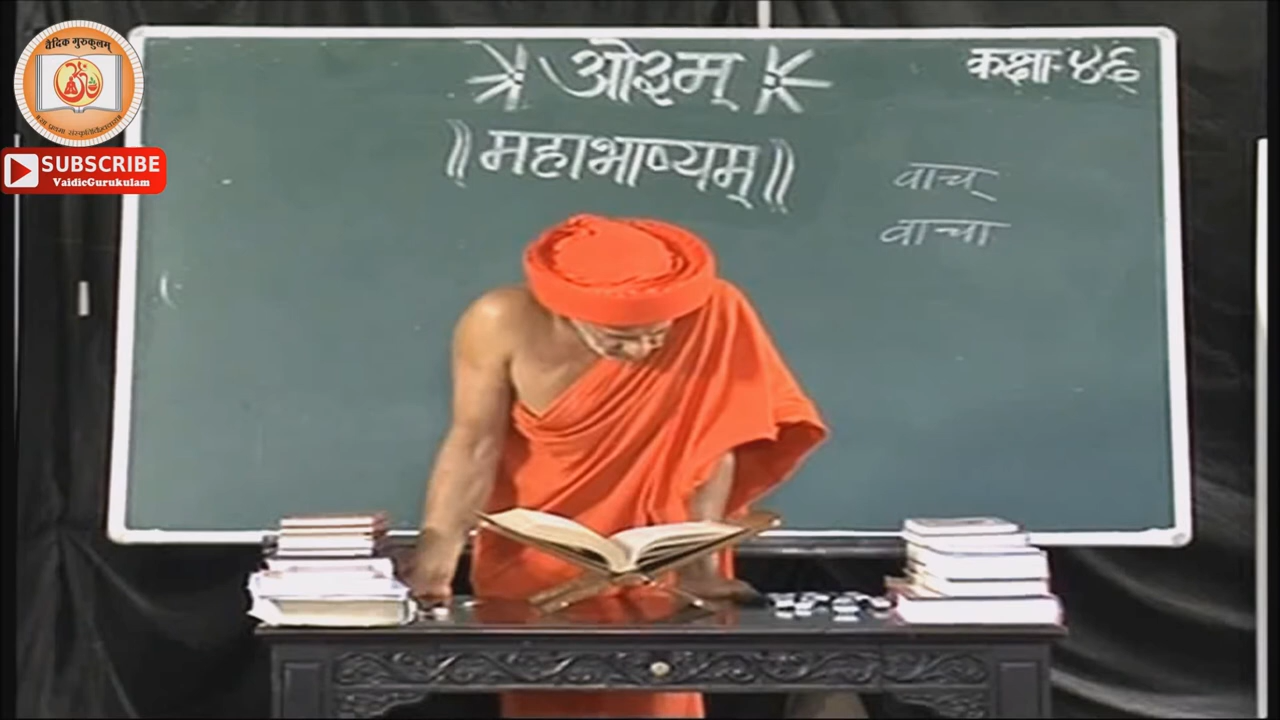 वैदिक गुरुकुलम्
SUBSCRIBE
VaidicGurukulam
ओ३म्
कक्षा-४६
॥महाभाष्यम्॥
वाच्
वाचा